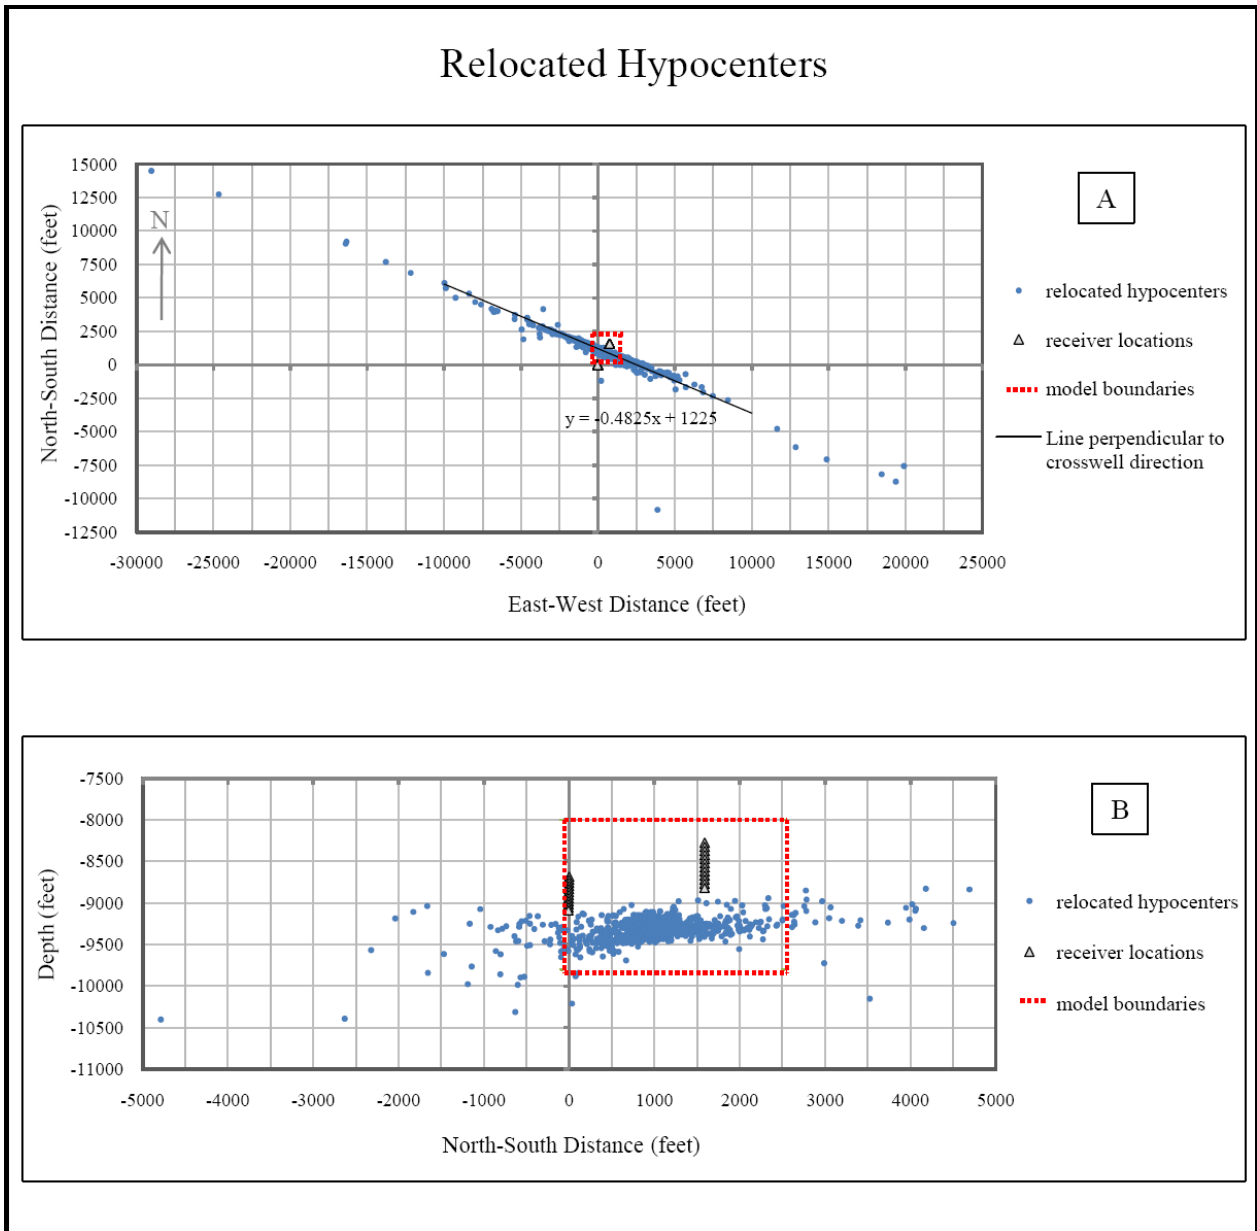 Relocated Hypocenters
A
15000
12500
10000
7500
5000
2500
0
-2500
-5000
-7500
-10000
-12500
North-South Distance (feet)
N
y = -0.4825x + 1225
-30000 -25000 -20000 -15000 -10000 -5000 0 5000 10000 15000 20000 25000
East-West Distance (feet)
relocated hypocenters
receiver locations
model boundaries
Line perpendicular to
crosswell direction
B
-7500
-8000
-8500
-9000
-9500
-10000
-10500
-11000
Depth (feet)
-5000 -4000 -3000 -2000 -1000 0 1000 2000 3000 4000 5000
North-South Distance (feet)
relocated hypocenters
receiver locations
model boundaries